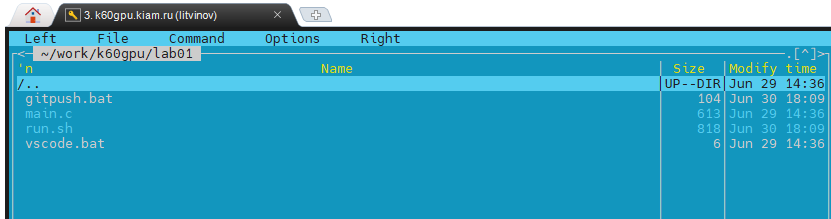 3. k60gpu.kiam.ru (litvinov)
Left File Command Options Right
<─ ~/work/k60gpu/lab01 .[^]>
'n Name Size Modify time
/.. UP--DIR Jun 29 14:36
gitpush.bat 104 Jun 30 18:09
main.c 613 Jun 29 14:36
run.sh 818 Jun 30 18:09
vscode.bat 6 Jun 29 14:36